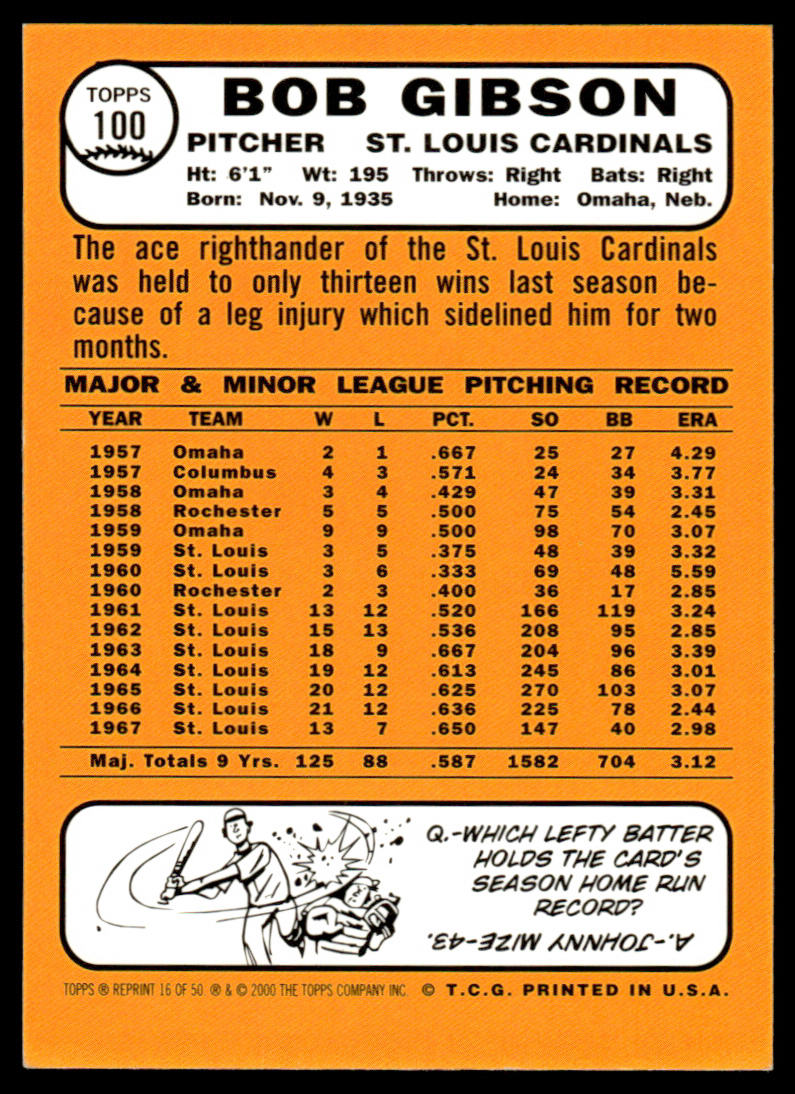 TOPPS
100
BOB GIBSON
PITCHER ST. LOUIS CARDINALS
Ht: 6'1" Wt: 195 Throws: Right Bats: Right
Born: Nov. 9, 1935 Home: Omaha, Neb.
The ace righthander of the St. Louis Cardinals
was held to only thirteen wins last season be-
cause of a leg injury which sidelined him for two
months.
MAJOR & MINOR LEAGUE PITCHING RECORD
YEAR TEAM W L PCT. SO BB ERA
1957 Omaha 2 1 .667 25 27 4.29
1957 Columbus 4 3 .571 24 34 3.77
1958 Omaha 3 4 .429 47 39 3.31
1958 Rochester 5 5 .500 75 54 2.45
1959 Omaha 9 9 .500 98 70 3.07
1959 St. Louis 3 5 .375 48 39 3.32
1960 St. Louis 3 6 .333 69 48 5.59
1960 Rochester 2 3 .400 36 17 2.85
1961 St. Louis 13 12 .520 166 119 3.24
1962 St. Louis 15 13 .536 208 95 2.85
1963 St. Louis 18 9 .667 204 96 3.39
1964 St. Louis 19 12 .613 245 86 3.01
1965 St. Louis 20 12 .625 270 103 3.07
1966 St. Louis 21 12 .636 225 78 2.44
1967 St. Louis 13 7 .650 147 40 2.98
Maj. Totals 9 Yrs. 125 88 .587 1582 704 3.12
Q.-WHICH LEFTY BATTER
HOLDS THE CARD'S
SEASON HOME RUN
RECORD?
A.-JOHNNY MIZE-43.
TOPPS ® REPRINT 16 OF 50 ® & © 2000 THE TOPPS COMPANY INC. © T.C.G. PRINTED IN U.S.A.